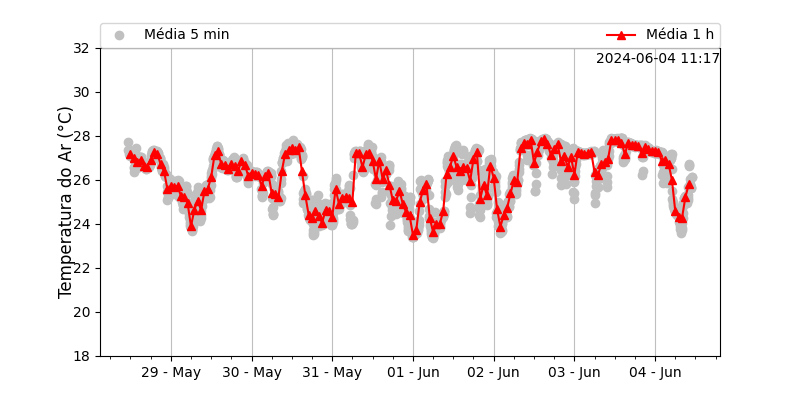 Média 5 min
Média 1 h
2024-06-04 11:17
Temperatura do Ar (°C)
32
30
28
26
24
22
20
18
29 - May
30 - May
31 - May
01 - Jun
02 - Jun
03 - Jun
04 - Jun